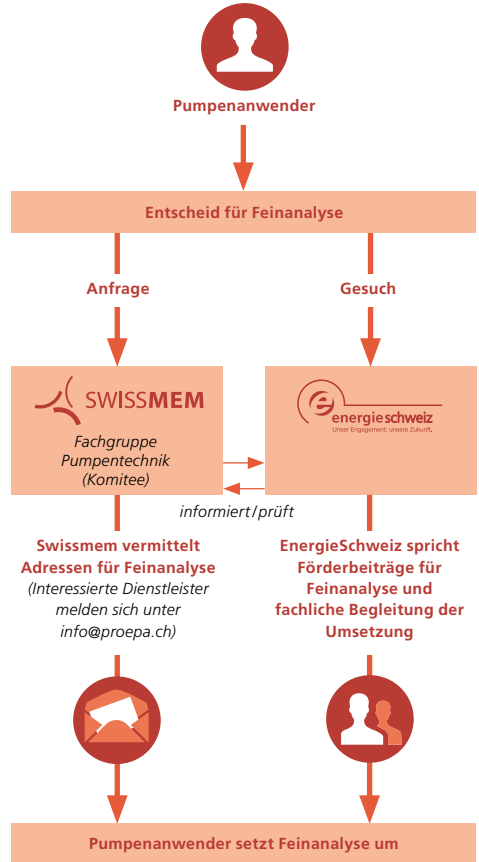 Pumpenanwender
Entscheid für Feinanalyse
Anfrage
Gesuch
SWISSMEM
Fachgruppe
Pumpentechnik
(Komitee)
energieschweiz
Unser Engagement: unsere Zukunft.
informiert/prüft
Swissmem vermittelt
Adressen für Feinanalyse
(Interessierte Dienstleister
melden sich unter
info@proepa.ch)
EnergieSchweiz spricht
Förderbeiträge für
Feinanalyse und
fachliche Begleitung der
Umsetzung
Pumpenanwender setzt Feinanalyse um